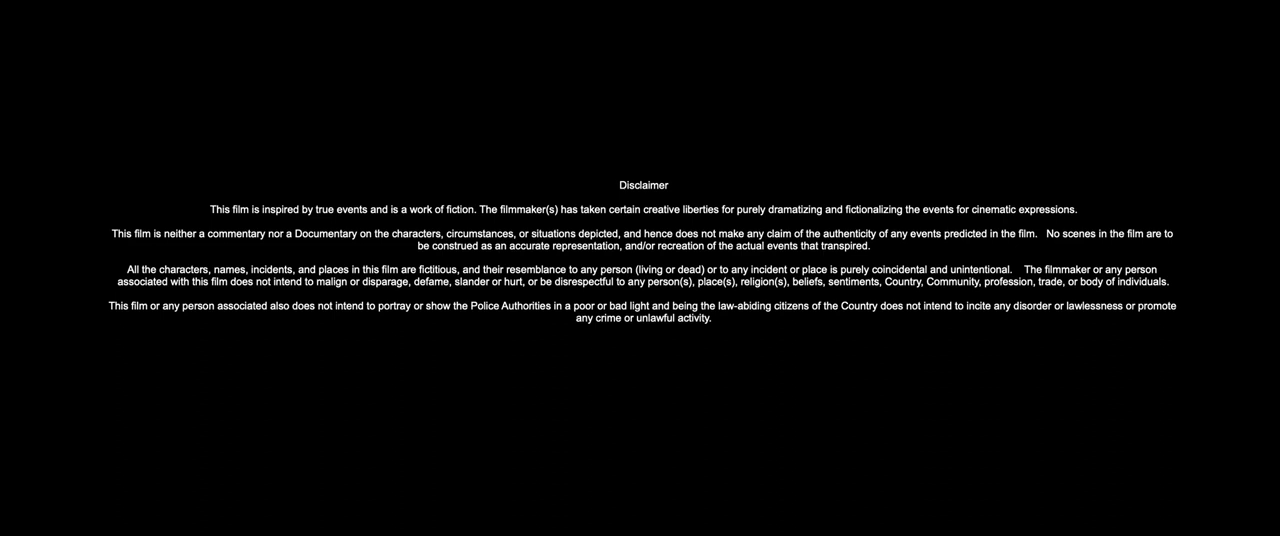 Disclaimer
This film is inspired by true events and is a work of fiction. The filmmaker(s) has taken certain creative liberties for purely dramatizing and fictionalizing the events for cinematic expressions.
This film is neither a commentary nor a Documentary on the characters, circumstances, or situations depicted, and hence does not make any claim of the authenticity of any events predicted in the film. No scenes in the film are to
be construed as an accurate representation, and/or recreation of the actual events that transpired.
All the characters, names, incidents, and places in this film are fictitious, and their resemblance to any person (living or dead) or to any incident or place is purely coincidental and unintentional. The filmmaker or any person
associated with this film does not intend to malign or disparage, defame, slander or hurt, or be disrespectful to any person(s), place(s), religion(s), beliefs, sentiments, Country, Community, profession, trade, or body of individuals.
This film or any person associated also does not intend to portray or show the Police Authorities in a poor or bad light and being the law-abiding citizens of the Country does not intend to incite any disorder or lawlessness or promote
any crime or unlawful activity.